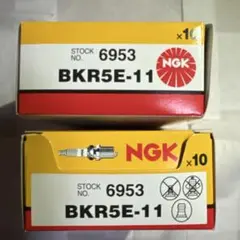 x10
STOCK NO. 6953
NGK
BKR5E-11
NGK
x10
STOCK NO. 6953
BKR5E-11